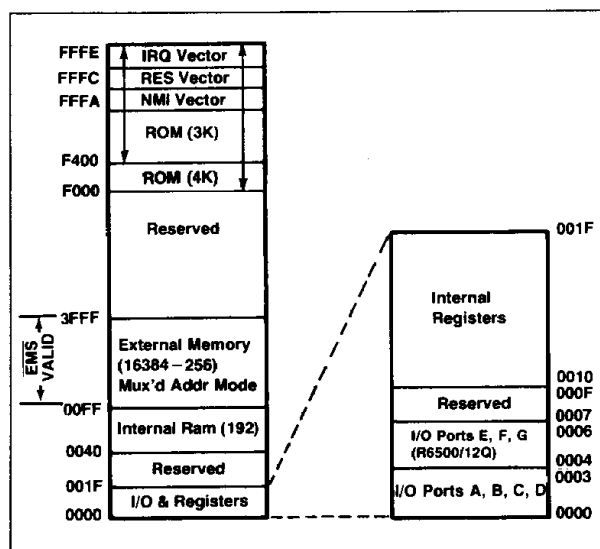 FFFE
IRQ Vector
FFFC
RES Vector
FFFA
NMI Vector
ROM (3K)
F400
ROM (4K)
F000
Reserved
3FFF
EMS
VALID
External Memory
(16384–256)
Mux'd Addr Mode
00FF
Internal Ram (192)
0040
Reserved
001F
I/O & Registers
0000
001F
Internal
Registers
0010
000F
Reserved
0007
0006
I/O Ports E, F, G
(R6500/12Q)
0004
0003
I/O Ports A, B, C, D
0000